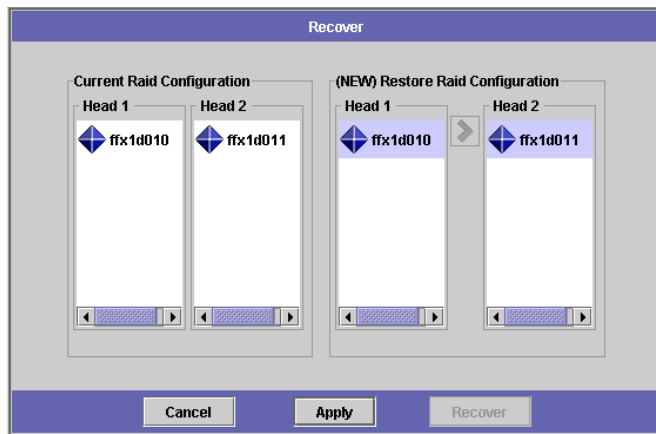 Recover
Current Raid Configuration
Head 1
Head 2
ffx1d010
ffx1d011
(NEW) Restore Raid Configuration
Head 1
Head 2
ffx1d010
ffx1d011
Cancel
Apply
Recover